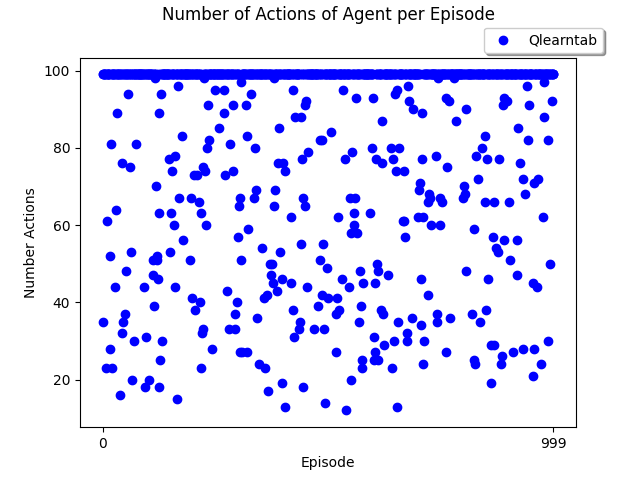 Number of Actions of Agent per Episode
Qlearntab
100
80
60
40
20
Number Actions
0
999
Episode